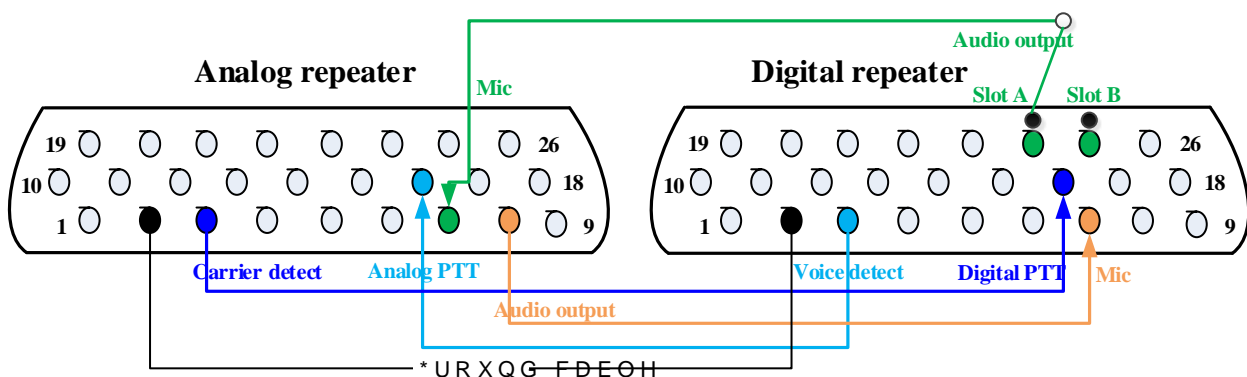 Audio output
Analog repeater
Digital repeater
Mic
Slot A
Slot B
19
26
19
26
10
18
10
18
1
9
1
9
Carrier detect
Analog PTT
Voice detect
Digital PTT
Mic
Audio output
*URXQG FDEOH